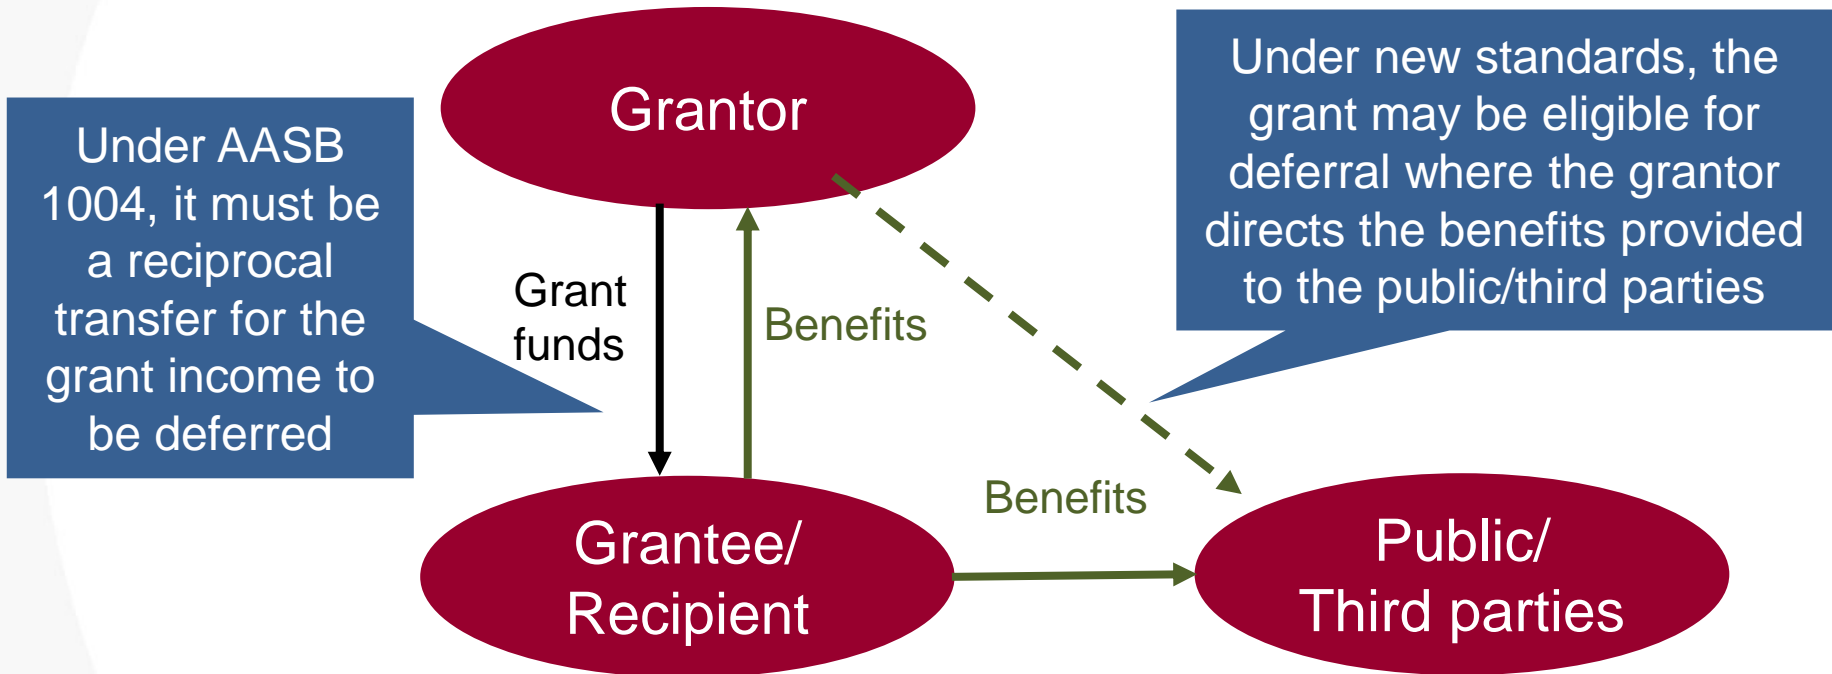 Grantor
Under AASB
1004, it must be
a reciprocal
transfer for the
grant income to
be deferred
Under new standards, the
grant may be eligible for
deferral where the grantor
directs the benefits provided
to the public/third parties
Grant
funds
Benefits
Benefits
Grantee/
Recipient
Public/
Third parties